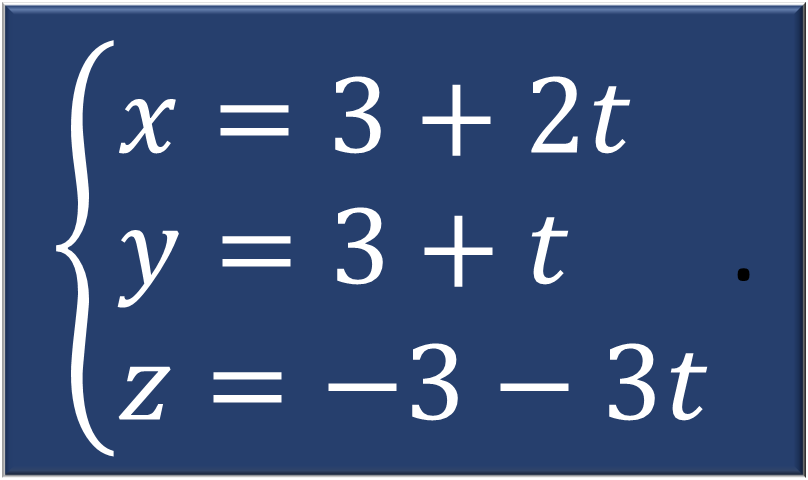 x = 3 + 2t
y = 3 + t
z = −3 − 3t
.